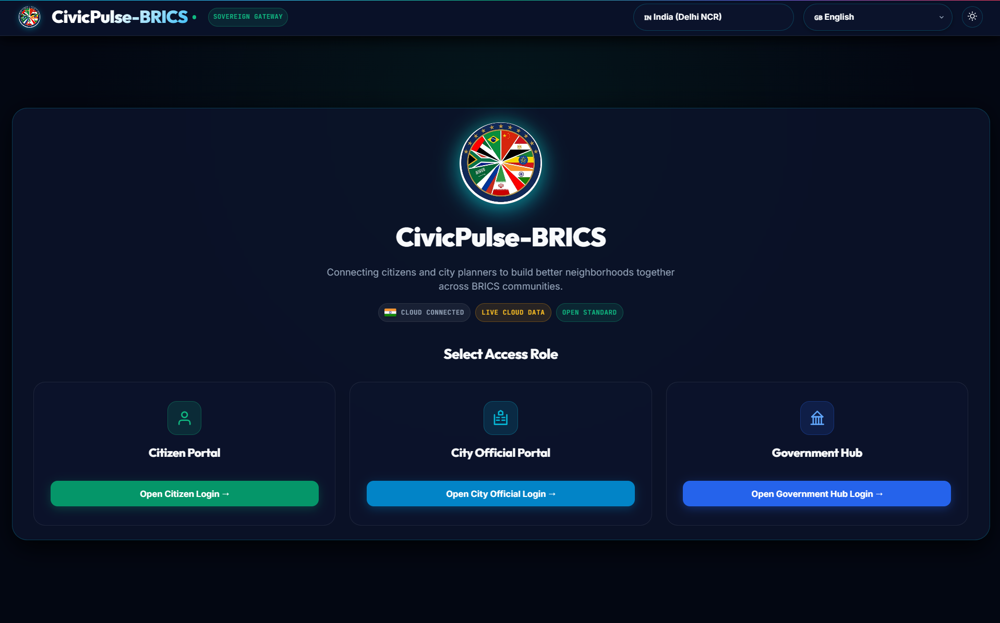 CivicPulse-BRICS
SOVEREIGN GATEWAY
IN India (Delhi NCR)
GB English
CivicPulse-BRICS
Connecting citizens and city planners to build better neighborhoods together
across BRICS communities.
CLOUD CONNECTED
LIVE CLOUD DATA
OPEN STANDARD
Select Access Role
Citizen Portal
City Official Portal
Government Hub
Open Citizen Login →
Open City Official Login →
Open Government Hub Login →